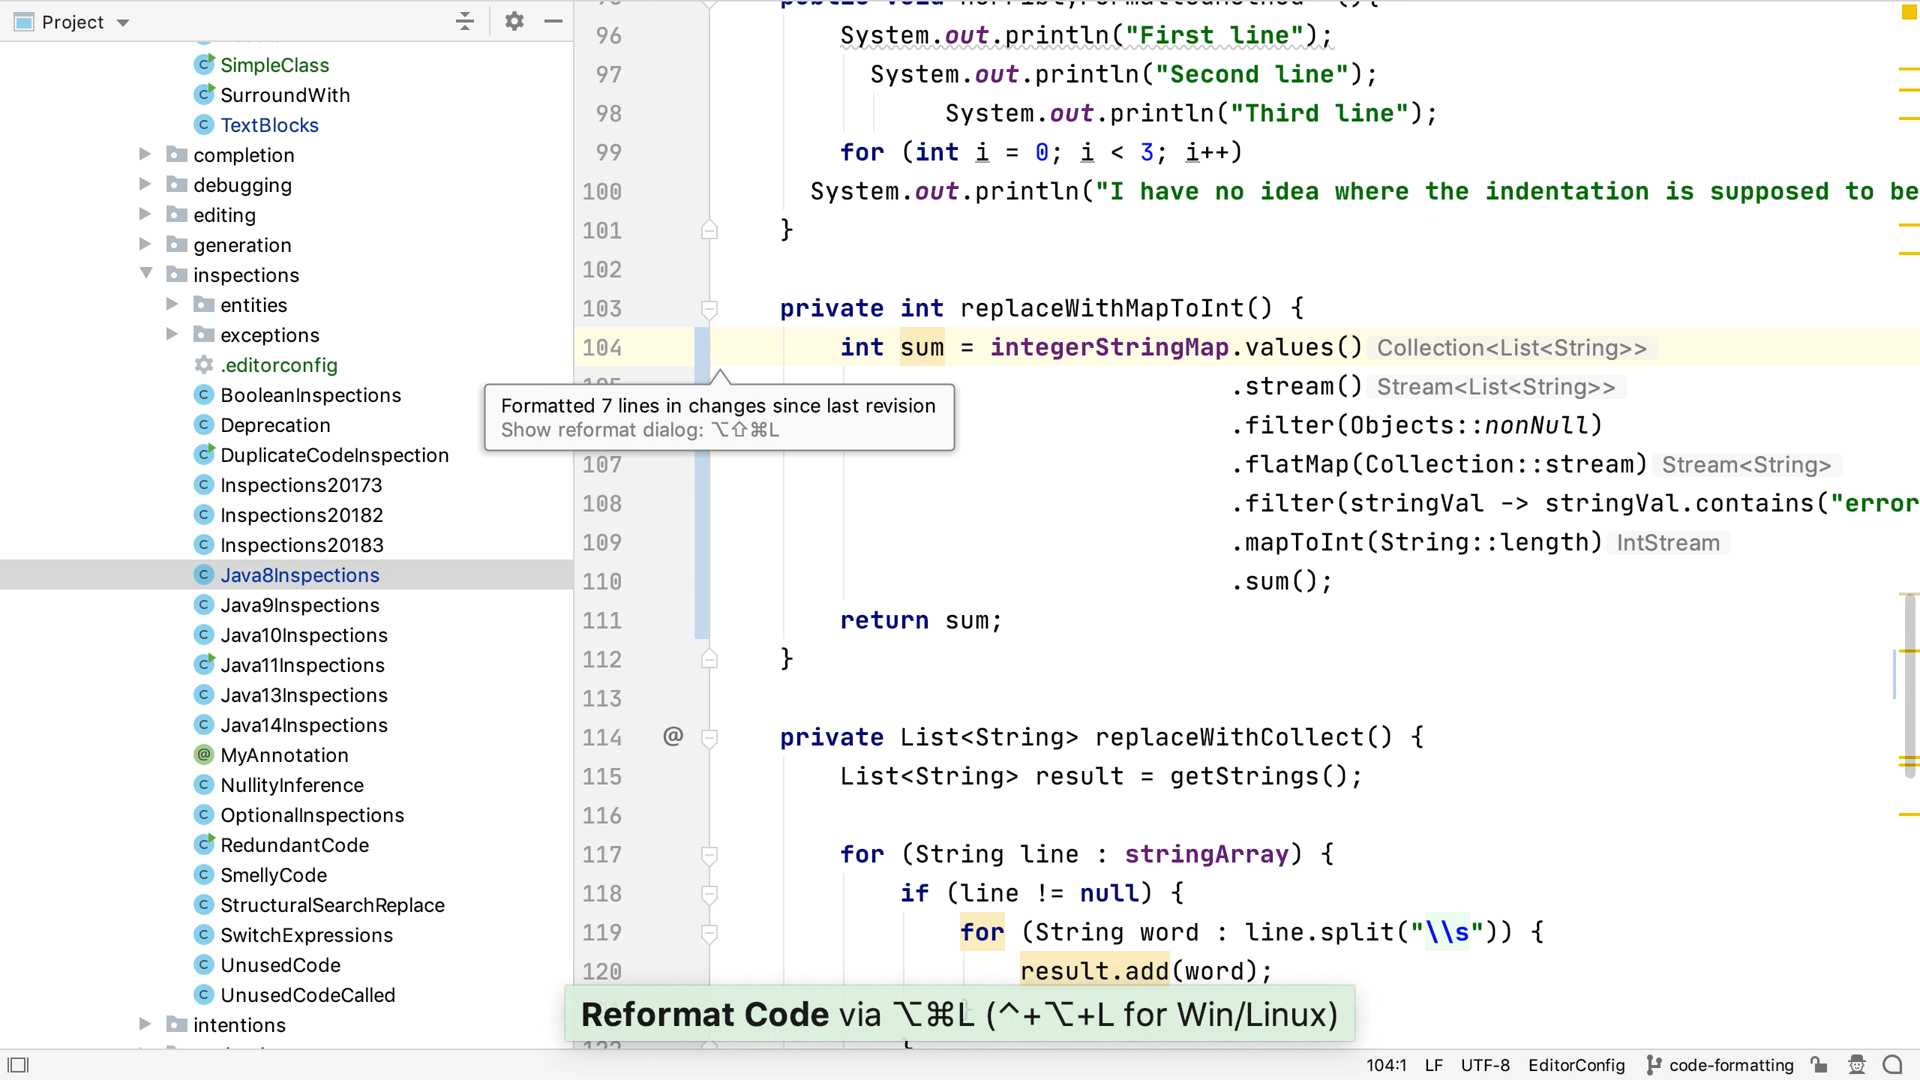 Project
SimpleClass
SurroundWith
TextBlocks
completion
debugging
editing
generation
inspections
entities
exceptions
.editorconfig
BooleanInspections
Deprecation
DuplicateCodeInspection
Inspections20173
Inspections20182
Inspections20183
Java8Inspections
Java9Inspections
Java10Inspections
Java11Inspections
Java13Inspections
Java14Inspections
MyAnnotation
NullityInference
OptionalInspections
RedundantCode
SmellyCode
StructuralSearchReplace
SwitchExpressions
UnusedCode
UnusedCodeCalled
intentions
96 System.out.println("First line");
97 System.out.println("Second line");
98 System.out.println("Third line");
99 for (int i = 0; i < 3; i++)
100 System.out.println("I have no idea where the indentation is supposed to be
101 }
102
103 private int replaceWithMapToInt() {
104 int sum = integerStringMap.values() Collection<List<String>>
.stream() Stream<List<String>>
Formatted 7 lines in changes since last revision
Show reformat dialog: ⌥⇧⌘L
.filter(Objects::nonNull)
107 .flatMap(Collection::stream) Stream<String>
108 .filter(stringVal -> stringVal.contains("error
109 .mapToInt(String::length) IntStream
110 .sum();
111 return sum;
112 }
113
114 @ private List<String> replaceWithCollect() {
115 List<String> result = getStrings();
116
117 for (String line : stringArray) {
118 if (line != null) {
119 for (String word : line.split("\\s")) {
120 result.add(word);
Reformat Code via ⌥⌘L (^+⌥+L for Win/Linux)
104:1 LF UTF-8 EditorConfig code-formatting